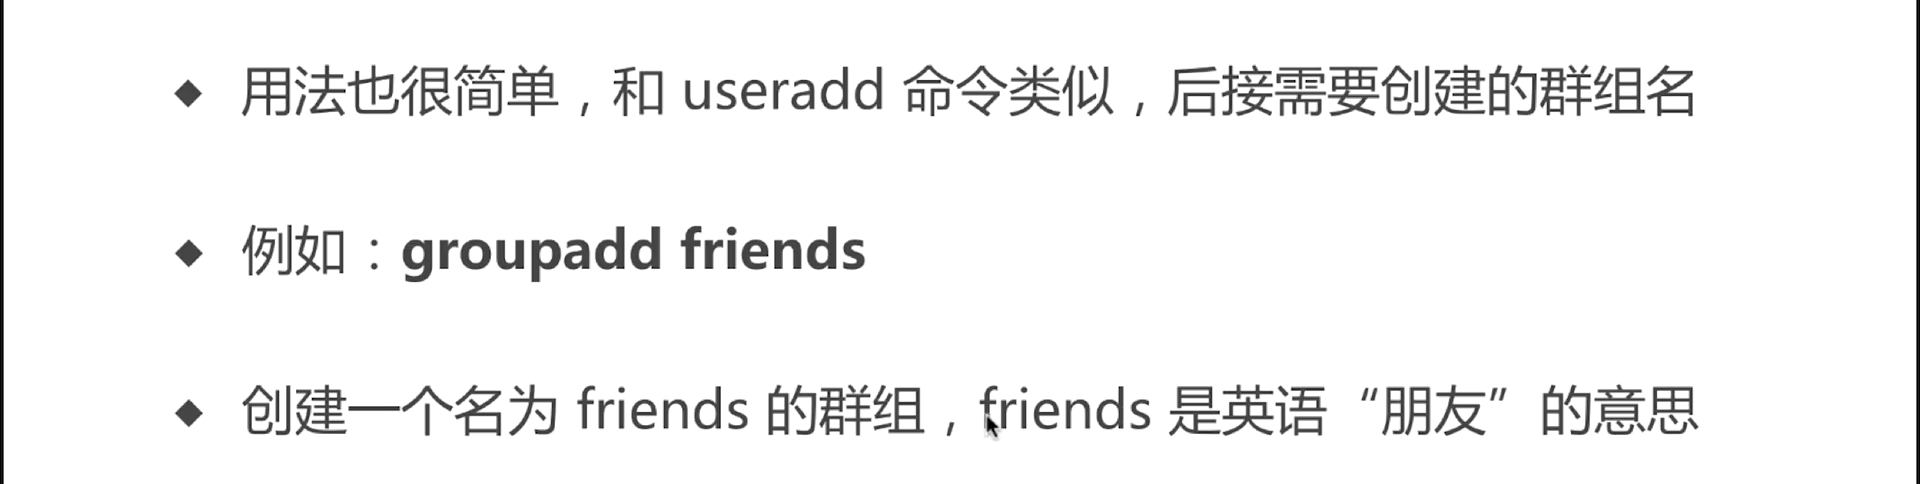 ◆ 用法也很简单，和 useradd 命令类似，后接需要创建的群组名
◆ 例如：groupadd friends
◆ 创建一个名为 friends 的群组，friends 是英语“朋友”的意思